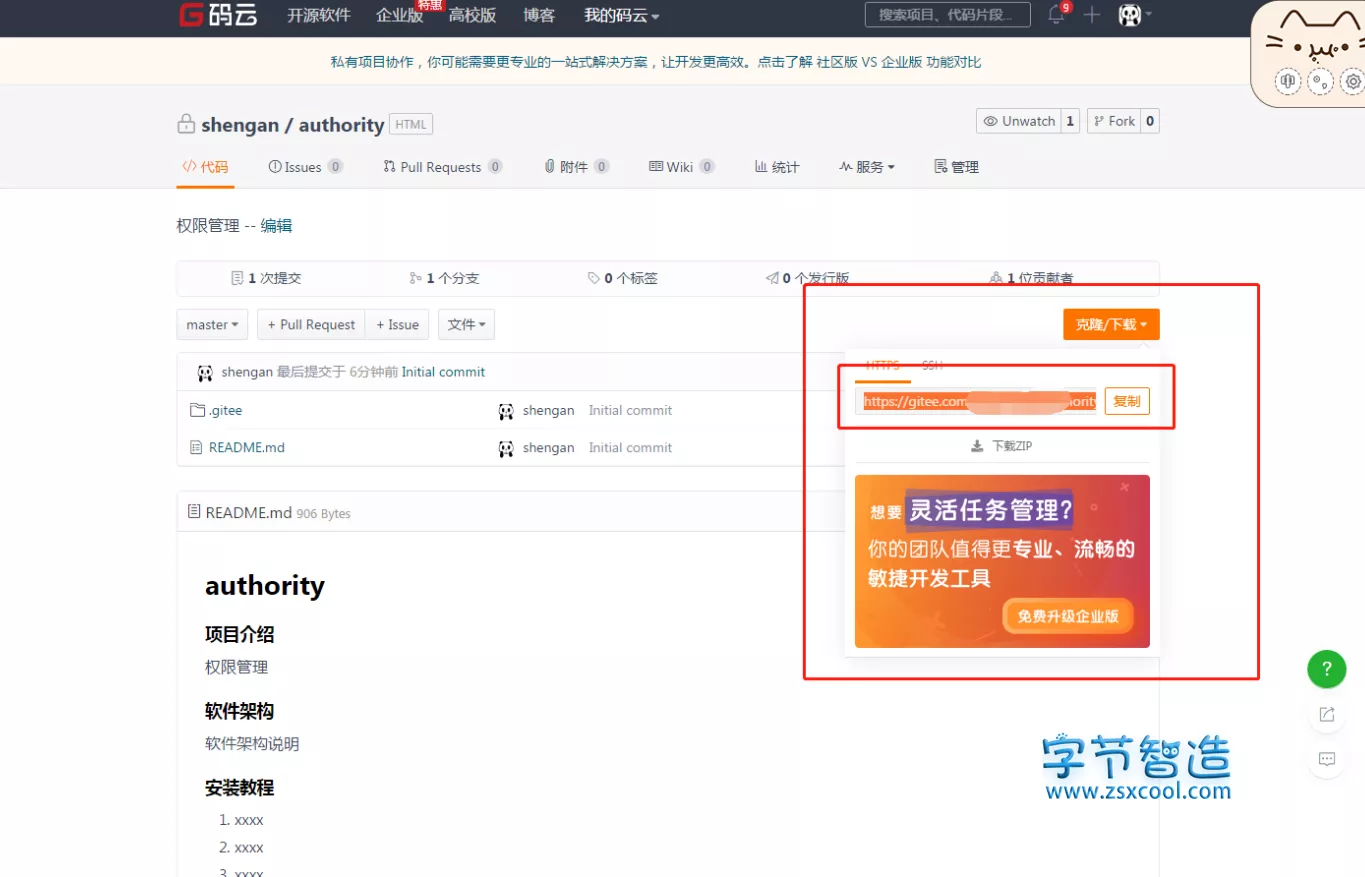 码云 开源软件 企业版 特惠 高校版 博客 我的码云 搜索项目、代码片段... 9
私有项目协作，你可能需要更专业的一站式解决方案，让开发更高效。点击了解 社区版 VS 企业版 功能对比
shengan / authority HTML Unwatch 1 Fork 0
代码 Issues 0 Pull Requests 0 附件 0 Wiki 0 统计 服务 管理
权限管理 -- 编辑
1 次提交 1 个分支 0 个标签 0 个发行版 1 位贡献者
master + Pull Request + Issue 文件 克隆/下载
HTTPS SSH
shengan 最后提交于 6分钟前 Initial commit
https://gitee.com 复制
.gitee shengan Initial commit
下载ZIP
README.md shengan Initial commit
想要 灵活任务管理?
你的团队值得更专业、流畅的
敏捷开发工具
免费升级企业版
README.md 906 Bytes
authority
项目介绍
权限管理
软件架构
软件架构说明
安装教程
1. xxxx
2. xxxx
3. xxxx
?
字节智造
www.zsxcool.com